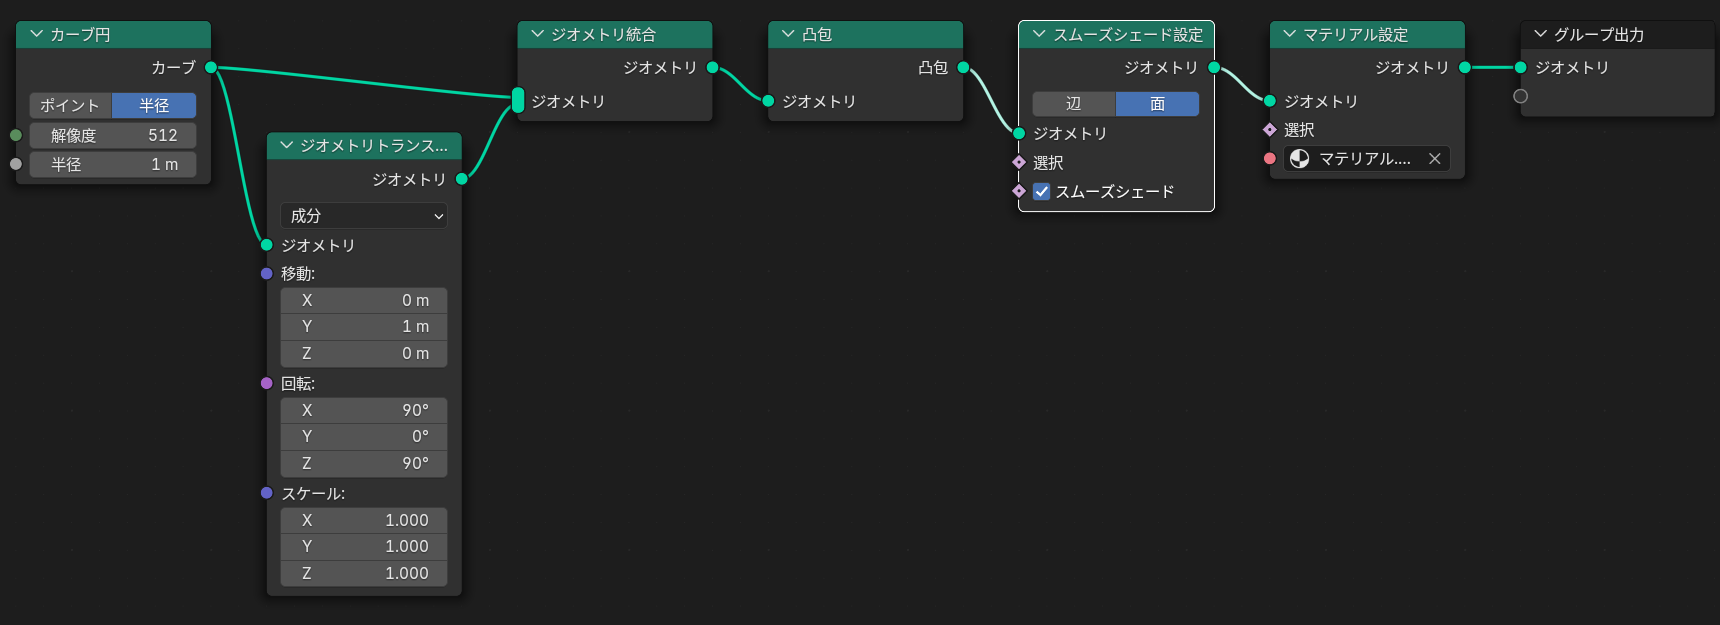 カーブ円
カーブ
ポイント 半径
解像度 512
半径 1 m
ジオメトリトランス...
ジオメトリ
成分
ジオメトリ
移動:
X 0 m
Y 1 m
Z 0 m
回転:
X 90°
Y 0°
Z 90°
スケール:
X 1.000
Y 1.000
Z 1.000
ジオメトリ統合
ジオメトリ
ジオメトリ
凸包
凸包
ジオメトリ
スムーズシェード設定
ジオメトリ
辺 面
ジオメトリ
選択
スムーズシェード
マテリアル設定
ジオメトリ
ジオメトリ
選択
マテリアル....
グループ出力
ジオメトリ